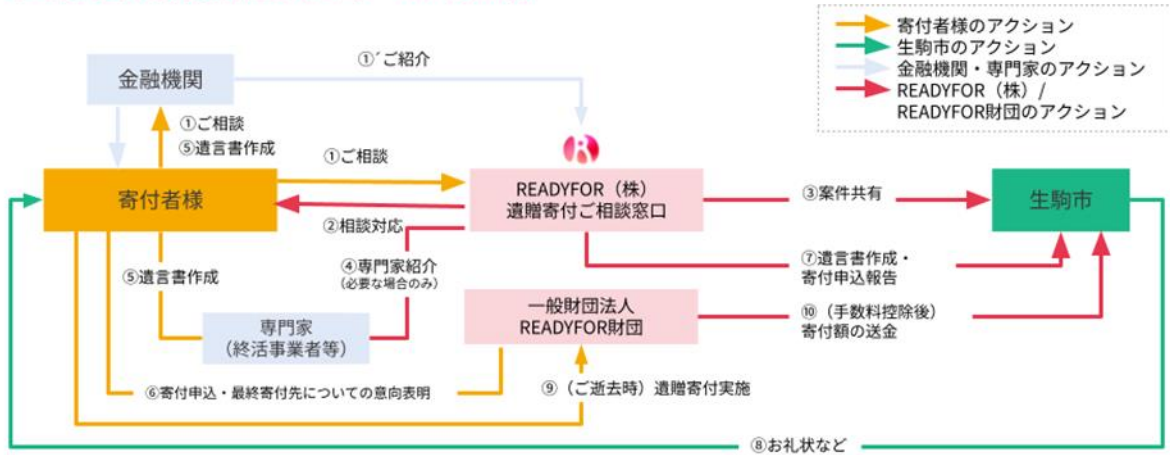 寄付者様のアクション
生駒市のアクション
金融機関・専門家のアクション
READYFOR（株）/
READYFOR財団のアクション
金融機関
①´ご紹介
①ご相談
⑤遺言書作成
①ご相談
寄付者様
READYFOR（株）
遺贈寄付ご相談窓口
③案件共有
生駒市
②相談対応
⑤遺言書作成
④専門家紹介
（必要な場合のみ）
⑦遺言書作成・
寄付申込報告
一般財団法人
READYFOR財団
⑩（手数料控除後）
寄付額の送金
専門家
（終活事業者等）
⑥寄付申込・最終寄付先についての意向表明
⑨（ご逝去時）遺贈寄付実施
⑧お礼状など